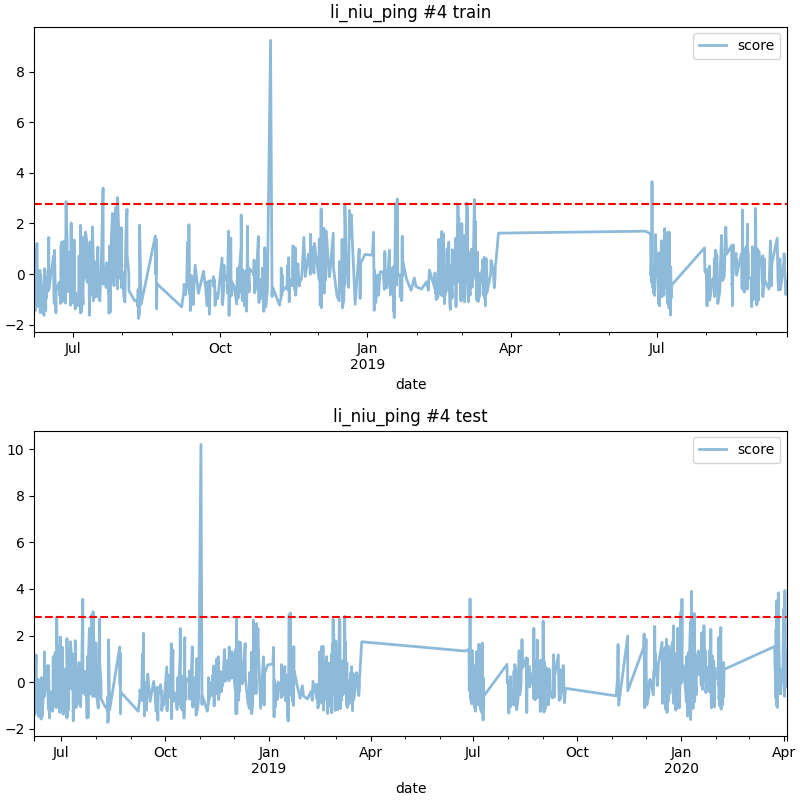 li_niu_ping #4 train
score
8
6
4
2
0
−2
Jul Oct Jan Apr Jul
2019
date
li_niu_ping #4 test
score
10
8
6
4
2
0
−2
Jul Oct Jan Apr Jul Oct Jan Apr
2019 2020
date